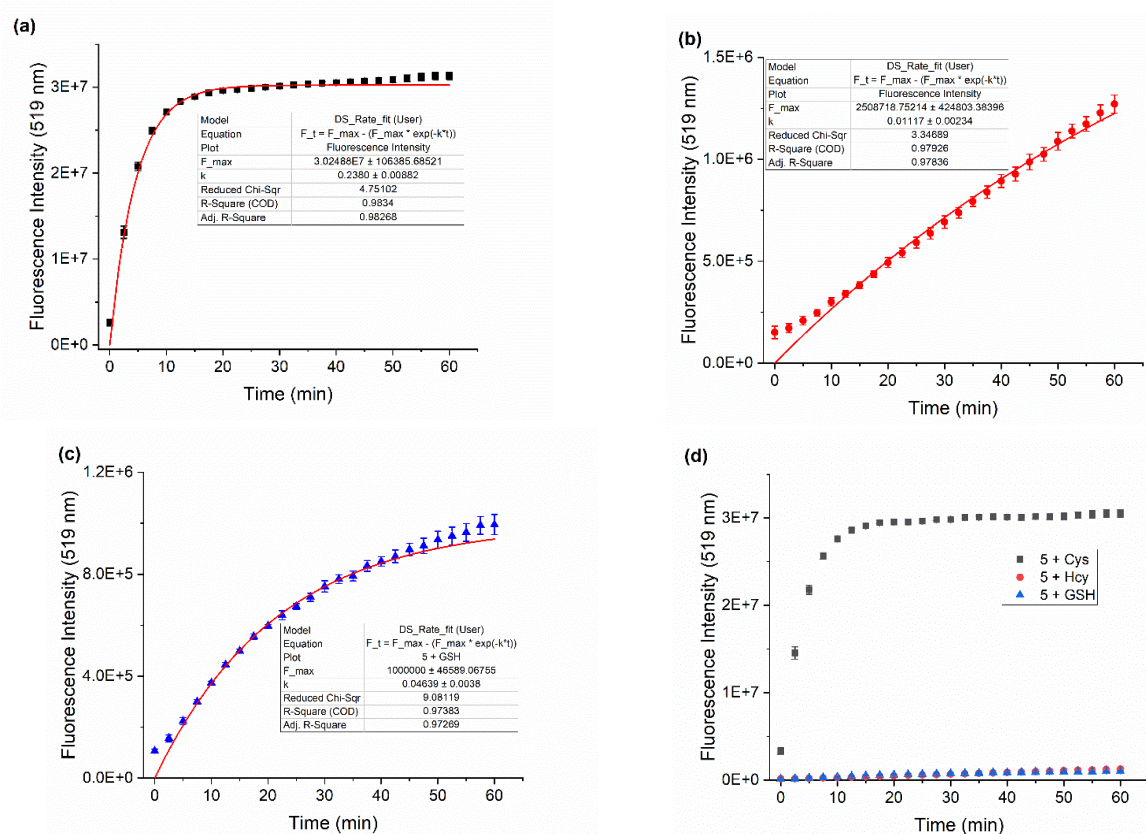 (a)
Fluorescence Intensity (519 nm)
3E+7
2E+7
1E+7
0E+0
0 10 20 30 40 50 60
Time (min)
Model DS_Rate_fit (User)
Equation F_t = F_max - (F_max * exp(-k*t))
Plot Fluorescence Intensity
F_max 3.02488E7 ± 106385.68521
k 0.2380 ± 0.00882
Reduced Chi-Sqr 4.75102
R-Square (COD) 0.9834
Adj. R-Square 0.98268
(b)
Fluorescence Intensity (519 nm)
1.5E+6
1.0E+6
5.0E+5
0.0E+0
0 10 20 30 40 50 60
Time (min)
Model DS_Rate_fit (User)
Equation F_t = F_max - (F_max * exp(-k*t))
Plot Fluorescence Intensity
F_max 2508718.75214 ± 424803.38396
k 0.01117 ± 0.00234
Reduced Chi-Sqr 3.34689
R-Square (COD) 0.97926
Adj. R-Square 0.97836
(c)
Fluorescence Intensity (519 nm)
1.2E+6
8.0E+5
4.0E+5
0.0E+0
0 10 20 30 40 50 60
Time (min)
Model DS_Rate_fit (User)
Equation F_t = F_max - (F_max * exp(-k*t))
Plot 5 + GSH
F_max 1000000 ± 46589.06755
k 0.04639 ± 0.0038
Reduced Chi-Sqr 9.08119
R-Square (COD) 0.97383
Adj. R-Square 0.97269
(d)
Fluorescence Intensity (519 nm)
3E+7
2E+7
1E+7
0E+0
0 10 20 30 40 50 60
Time (min)
5 + Cys
5 + Hcy
5 + GSH